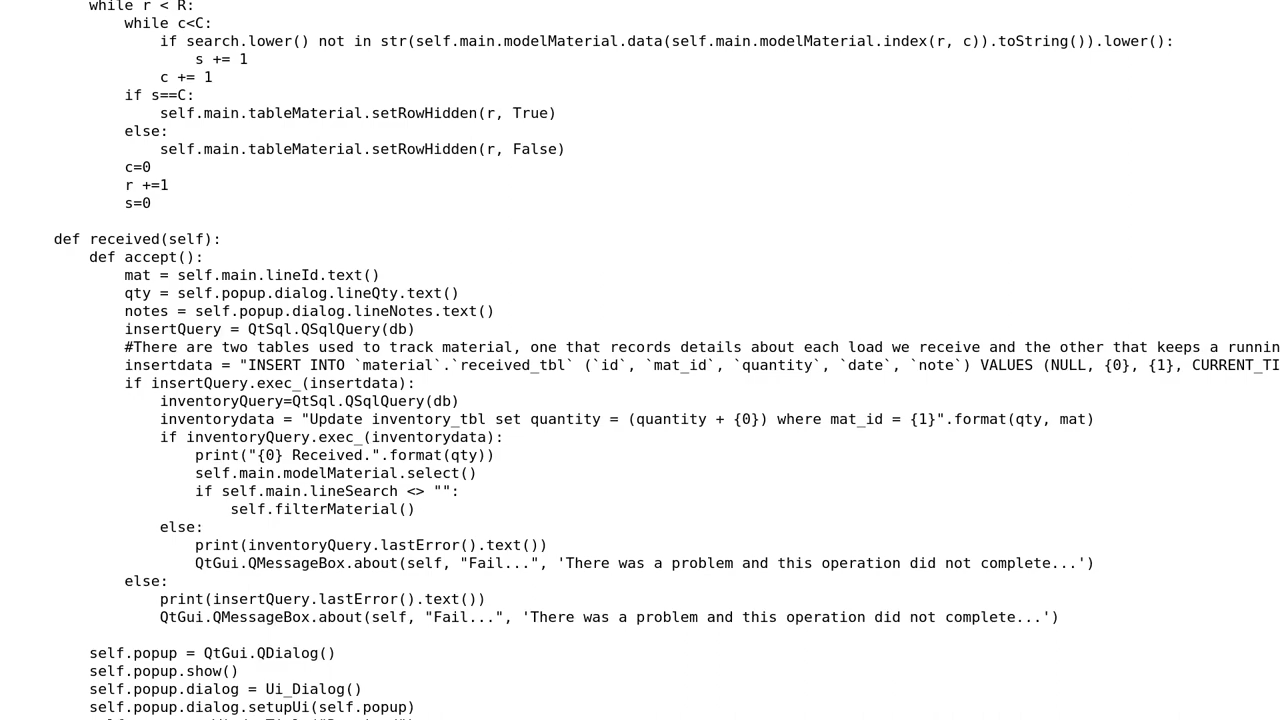 while r < R:
while c<C:
if search.lower() not in str(self.main.modelMaterial.data(self.main.modelMaterial.index(r, c)).toString()).lower():
s += 1
c += 1
if s==C:
self.main.tableMaterial.setRowHidden(r, True)
else:
self.main.tableMaterial.setRowHidden(r, False)
c=0
r +=1
s=0
def received(self):
def accept():
mat = self.main.lineId.text()
qty = self.popup.dialog.lineQty.text()
notes = self.popup.dialog.lineNotes.text()
insertQuery = QtSql.QSqlQuery(db)
#There are two tables used to track material, one that records details about each load we receive and the other that keeps a runnin
insertdata = "INSERT INTO `material`.`received_tbl` (`id`, `mat_id`, `quantity`, `date`, `note`) VALUES (NULL, {0}, {1}, CURRENT_TI
if insertQuery.exec_(insertdata):
inventoryQuery=QtSql.QSqlQuery(db)
inventorydata = "Update inventory_tbl set quantity = (quantity + {0}) where mat_id = {1}".format(qty, mat)
if inventoryQuery.exec_(inventorydata):
print("{0} Received.".format(qty))
self.main.modelMaterial.select()
if self.main.lineSearch <> "":
self.filterMaterial()
else:
print(inventoryQuery.lastError().text())
QtGui.QMessageBox.about(self, "Fail...", 'There was a problem and this operation did not complete...')
else:
print(insertQuery.lastError().text())
QtGui.QMessageBox.about(self, "Fail...", 'There was a problem and this operation did not complete...')
self.popup = QtGui.QDialog()
self.popup.show()
self.popup.dialog = Ui_Dialog()
self.popup.dialog.setupUi(self.popup)